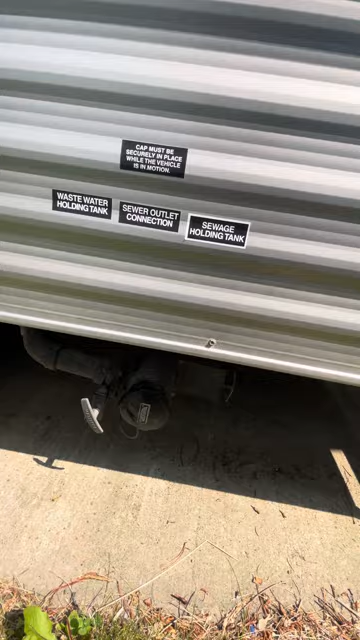 CAP MUST BE
SECURELY IN PLACE
WHILE THE VEHICLE
IS IN MOTION.
WASTE WATER
HOLDING TANK
SEWER OUTLET
CONNECTION
SEWAGE
HOLDING TANK